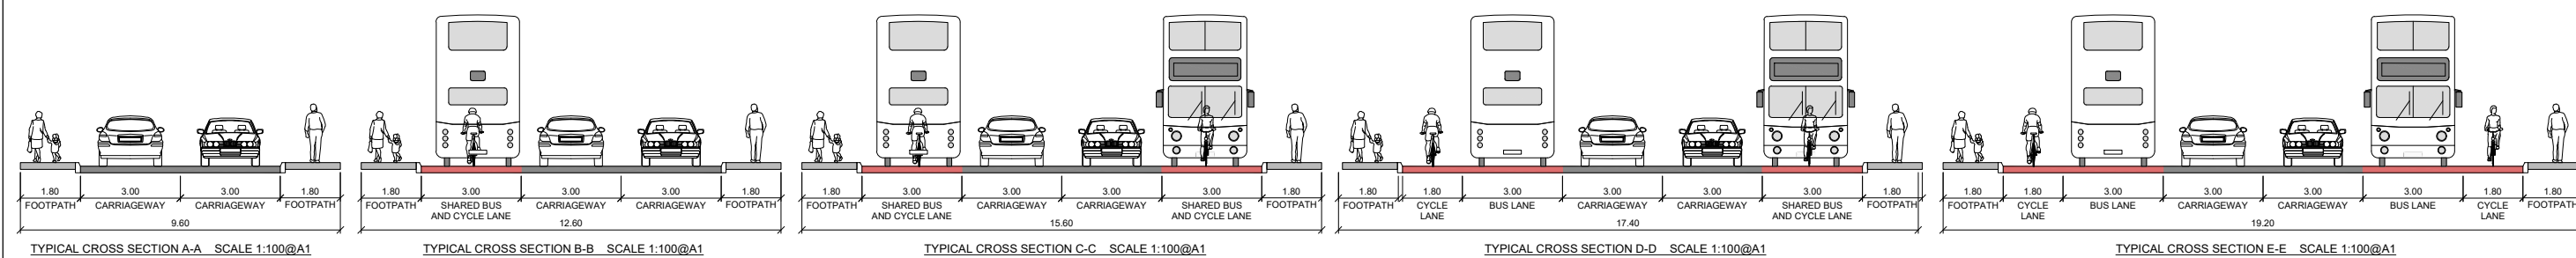 1.80 3.00 3.00 1.80
FOOTPATH CARRIAGEWAY CARRIAGEWAY FOOTPATH
9.60
TYPICAL CROSS SECTION A-A SCALE 1:100@A1
1.80 3.00 3.00 3.00 1.80
FOOTPATH SHARED BUS CARRIAGEWAY CARRIAGEWAY FOOTPATH
AND CYCLE LANE
12.60
TYPICAL CROSS SECTION B-B SCALE 1:100@A1
1.80 3.00 3.00 3.00 3.00 1.80
FOOTPATH SHARED BUS CARRIAGEWAY CARRIAGEWAY SHARED BUS FOOTPATH
AND CYCLE LANE AND CYCLE LANE
15.60
TYPICAL CROSS SECTION C-C SCALE 1:100@A1
1.80 1.80 3.00 3.00 3.00 3.00 1.80
FOOTPATH CYCLE BUS LANE CARRIAGEWAY CARRIAGEWAY SHARED BUS FOOTPATH
LANE AND CYCLE LANE
17.40
TYPICAL CROSS SECTION D-D SCALE 1:100@A1
1.80 1.80 3.00 3.00 3.00 3.00 1.80 1.80
FOOTPATH CYCLE BUS LANE CARRIAGEWAY CARRIAGEWAY BUS LANE CYCLE FOOTPATH
LANE LANE
19.20
TYPICAL CROSS SECTION E-E SCALE 1:100@A1